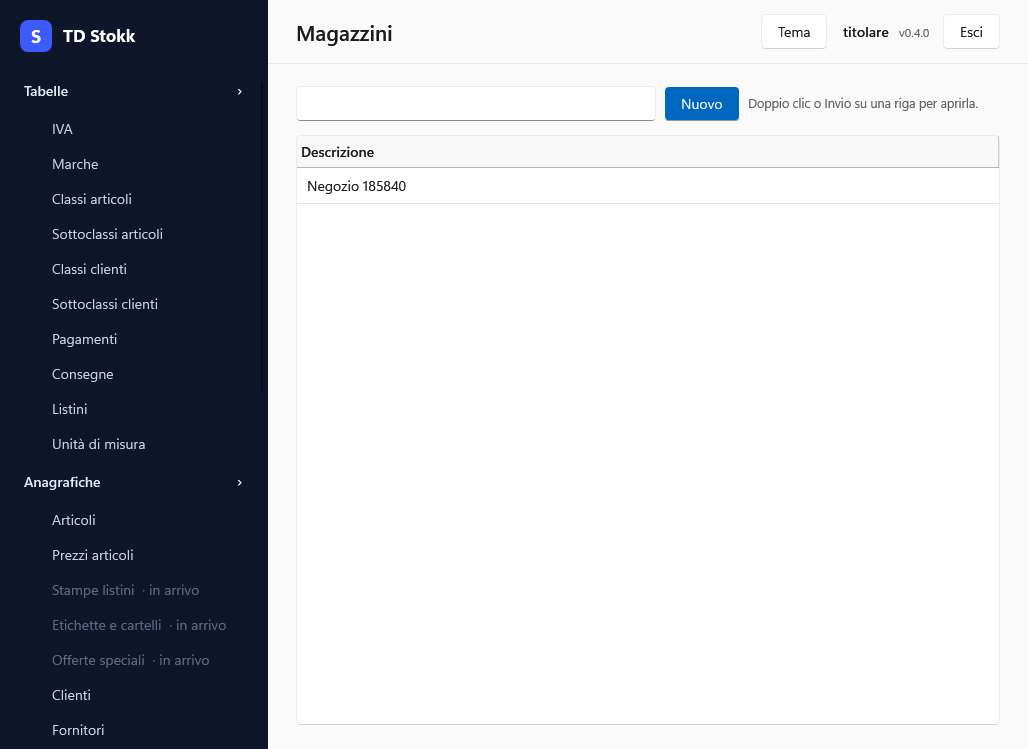 S TD Stokk
Tabelle
IVA
Marche
Classi articoli
Sottoclassi articoli
Classi clienti
Sottoclassi clienti
Pagamenti
Consegne
Listini
Unità di misura
Anagrafiche
Articoli
Prezzi articoli
Stampe listini · in arrivo
Etichette e cartelli · in arrivo
Offerte speciali · in arrivo
Clienti
Fornitori
Magazzini
Tema titolare v0.4.0 Esci
Nuovo Doppio clic o Invio su una riga per aprirla.
Descrizione
Negozio 185840